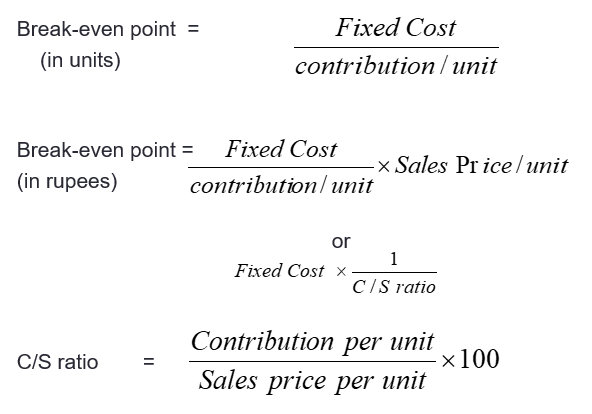 Break-even point = Fixed Cost
(in units) contribution / unit
Break-even point = Fixed Cost × Sales Price / unit
(in rupees) contribution / unit
or
Fixed Cost × 1
C / S ratio
Contribution per unit
C/S ratio = × 100
Sales price per unit